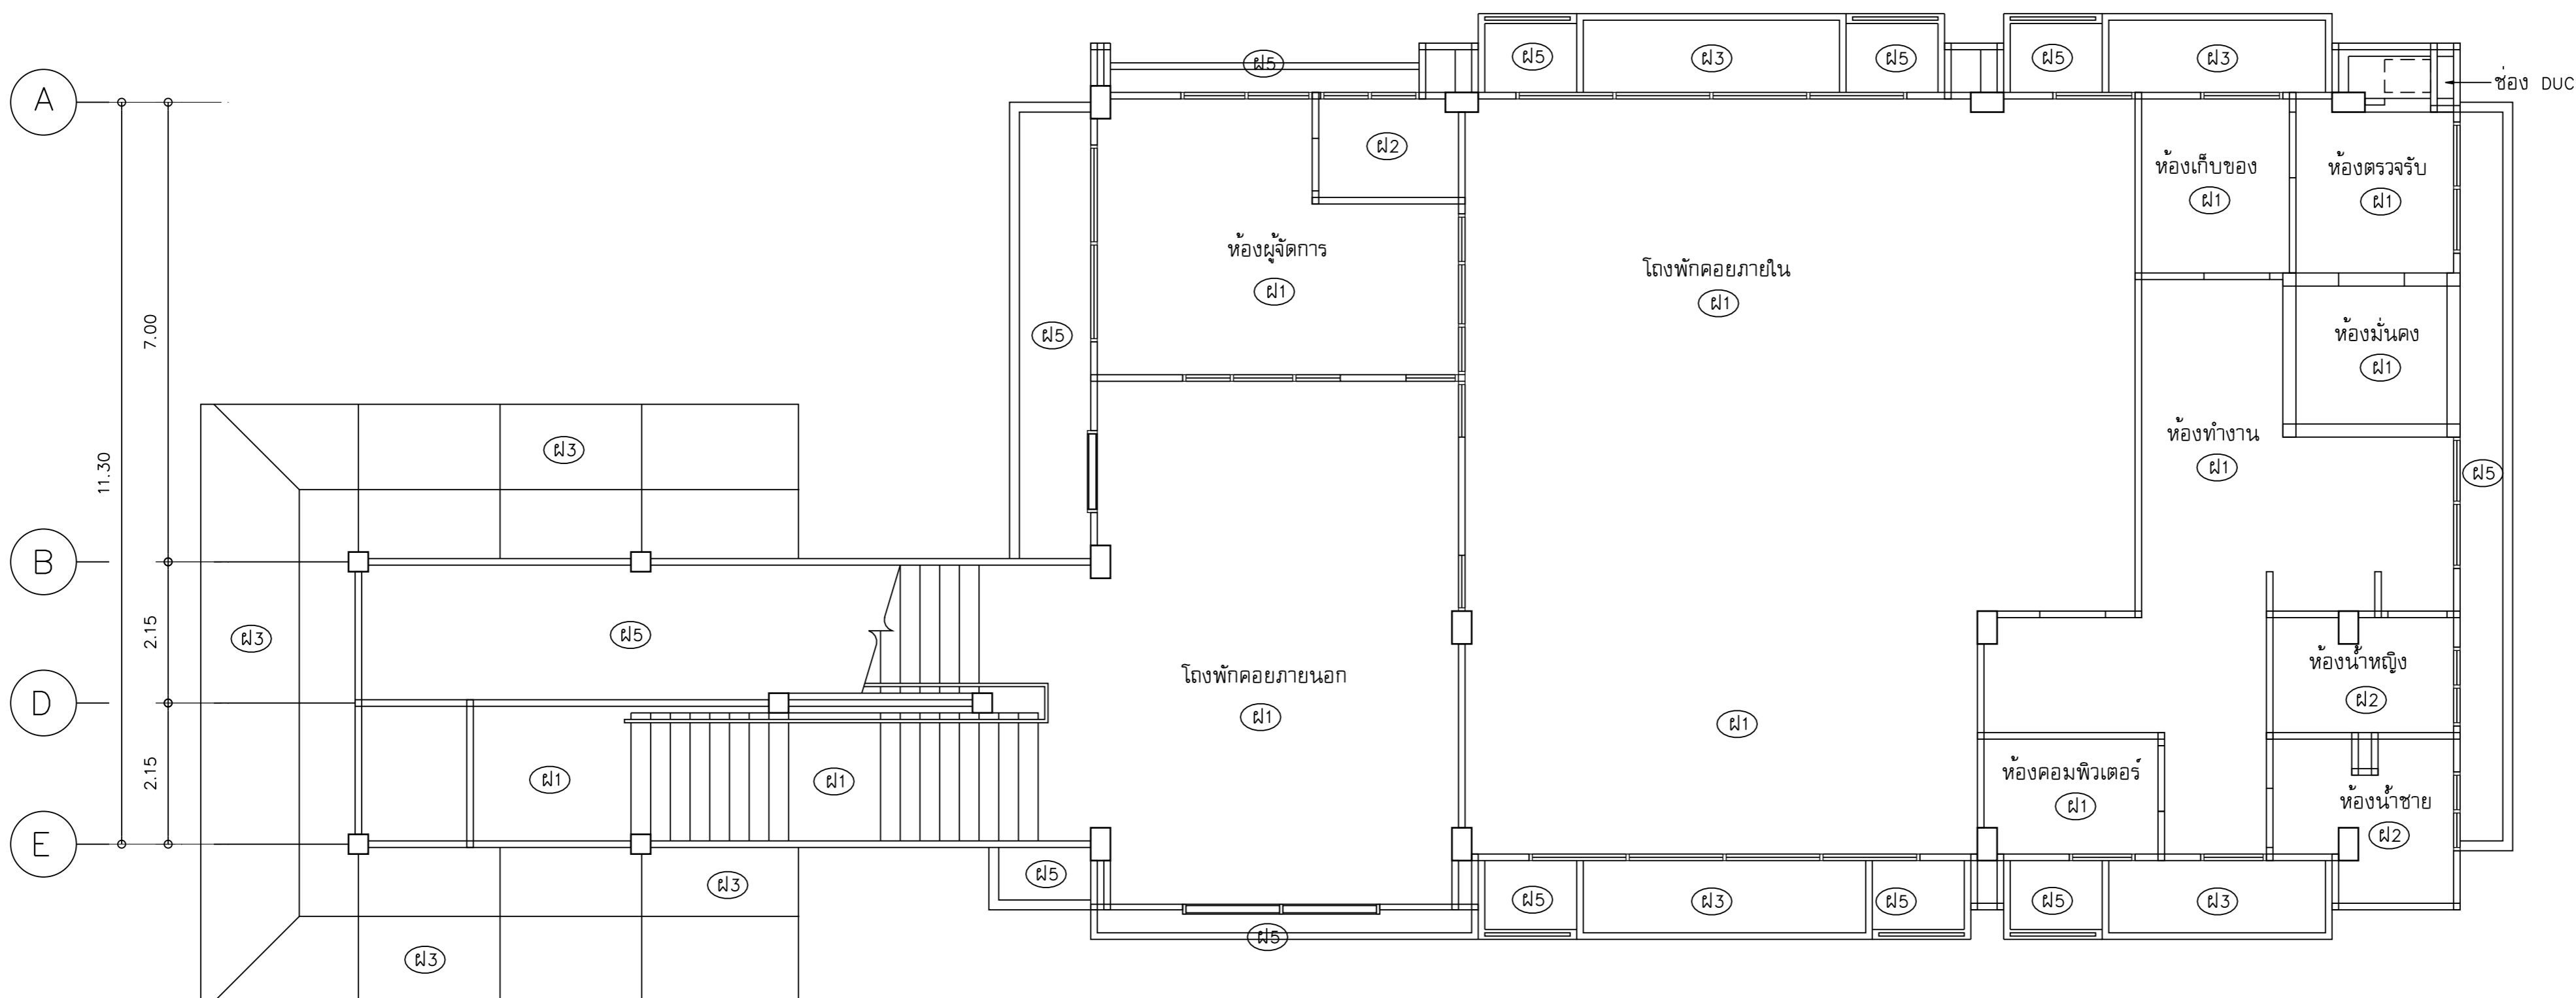 ฝ5
ฝ3
ฝ5
ฝ5
ฝ3
ฝ5
A
ช่อง DUC
ฝ2
ห้องเก็บของ
ฝ1
ห้องตรวจรับ
ฝ1
ห้องผู้จัดการ
ฝ1
โถงพักคอยภายใน
ฝ1
7.00
ฝ5
ห้องมั่นคง
ฝ1
ห้องทำงาน
ฝ1
ฝ3
11.30
ฝ5
B
2.15
ฝ3
ฝ5
โถงพักคอยภายนอก
ฝ1
ห้องน้ำหญิง
ฝ2
D
ฝ1
2.15
ฝ1
ฝ1
ห้องคอมพิวเตอร์
ฝ1
ห้องน้ำชาย
ฝ2
E
ฝ3
ฝ5
ฝ5
ฝ3
ฝ5
ฝ5
ฝ3
ฝ5
ฝ3